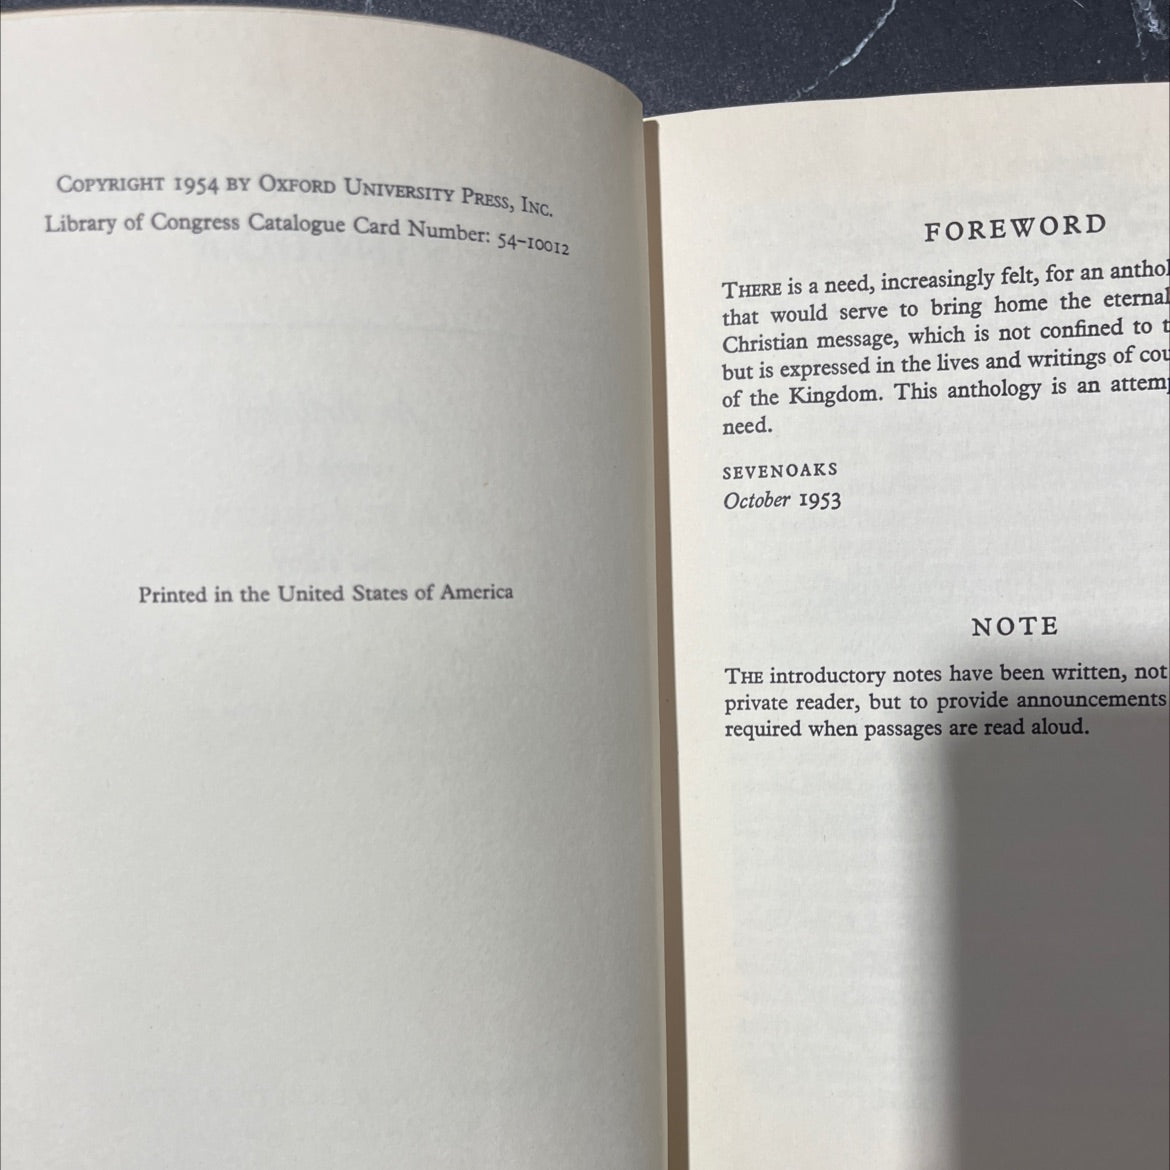 COPYRIGHT 1954 BY OXFORD UNIVERSITY PRESS, INC.
Library of Congress Catalogue Card Number: 54-10012
Printed in the United States of America
FOREWORD
THERE is a need, increasingly felt, for an anthol
that would serve to bring home the eternal
Christian message, which is not confined to t
but is expressed in the lives and writings of cou
of the Kingdom. This anthology is an attemp
need.
SEVENOAKS
October 1953
NOTE
THE introductory notes have been written, not
private reader, but to provide announcements
required when passages are read aloud.